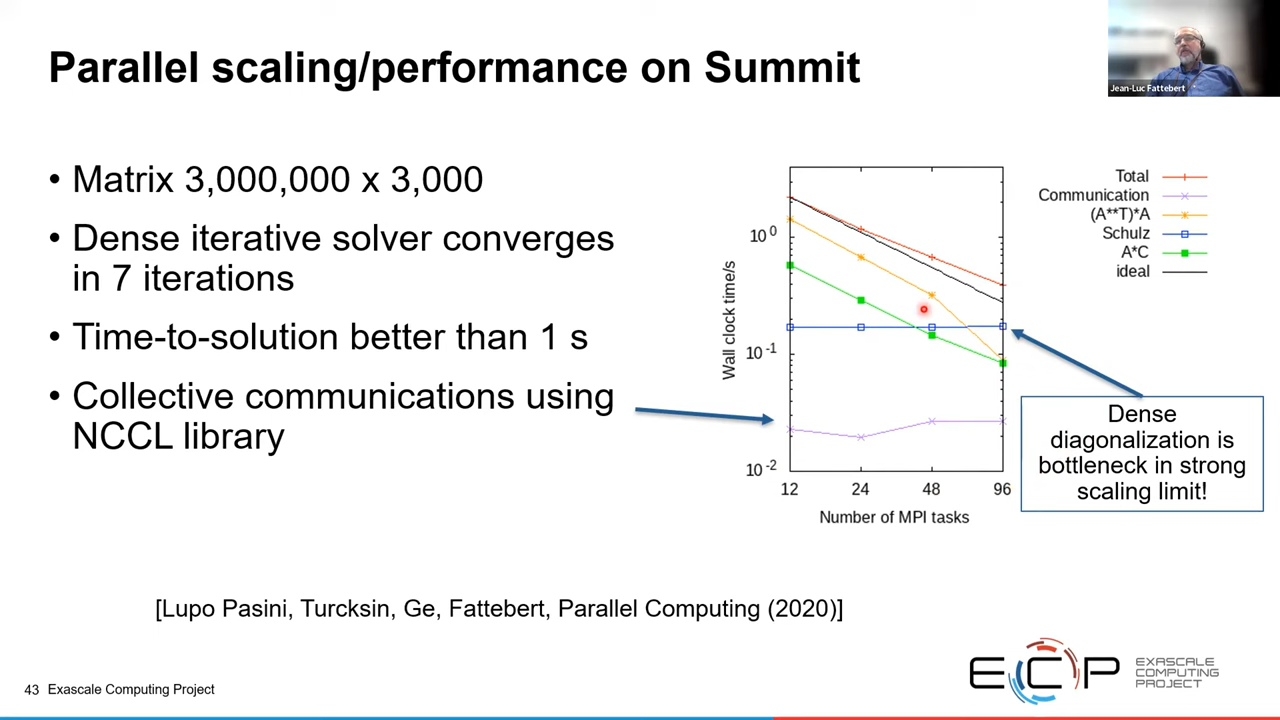 Parallel scaling/performance on Summit
Jean-Luc Fattebert
• Matrix 3,000,000 x 3,000
• Dense iterative solver converges
in 7 iterations
• Time-to-solution better than 1 s
• Collective communications using
NCCL library
Total
Communication
(A**T)*A
Schulz
A*C
ideal
Wall clock time/s
10^0
10^-1
10^-2
12 24 48 96
Number of MPI tasks
Dense
diagonalization is
bottleneck in strong
scaling limit!
[Lupo Pasini, Turcksin, Ge, Fattebert, Parallel Computing (2020)]
43 Exascale Computing Project
ECP
EXASCALE
COMPUTING
PROJECT